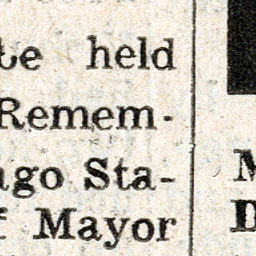 te held
Remem-
ago Sta-
f Mayor
M
D